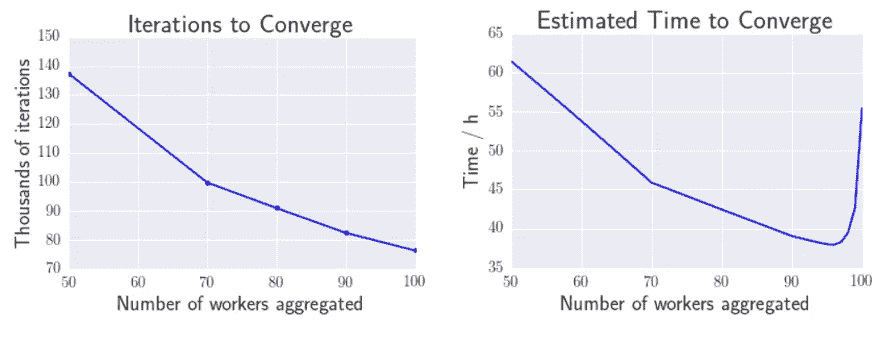 Iterations to Converge
150
140
130
120
110
100
90
80
70
50 60 70 80 90 100
Thousands of iterations
Number of workers aggregated
Estimated Time to Converge
65
60
55
50
45
40
35
50 60 70 80 90 100
Time / h
Number of workers aggregated